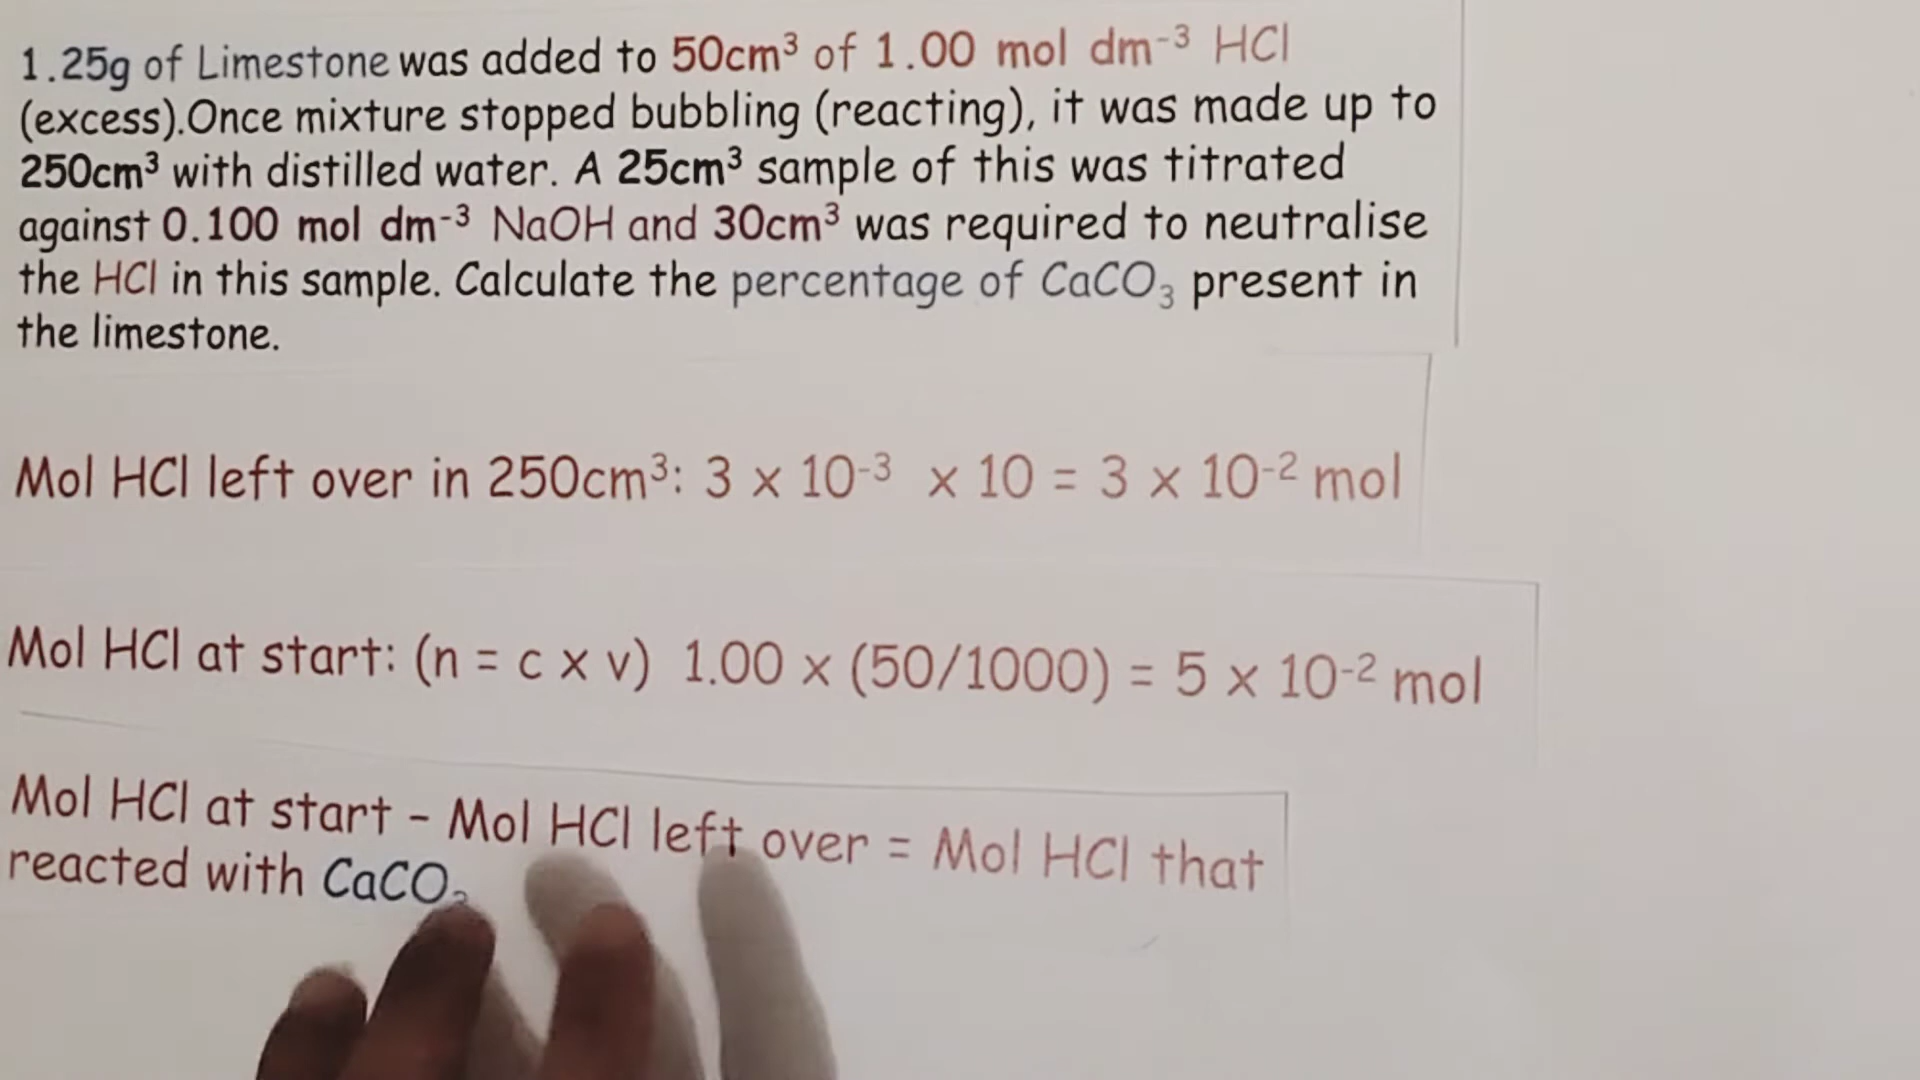 1.25g of Limestone was added to 50cm³ of 1.00 mol dm⁻³ HCl
(excess).Once mixture stopped bubbling (reacting), it was made up to
250cm³ with distilled water. A 25cm³ sample of this was titrated
against 0.100 mol dm⁻³ NaOH and 30cm³ was required to neutralise
the HCl in this sample. Calculate the percentage of CaCO₃ present in
the limestone.
Mol HCl left over in 250cm³: 3 x 10⁻³ x 10 = 3 x 10⁻² mol
Mol HCl at start: (n = c x v) 1.00 x (50/1000) = 5 x 10⁻² mol
Mol HCl at start - Mol HCl left over = Mol HCl that
reacted with CaCO₃